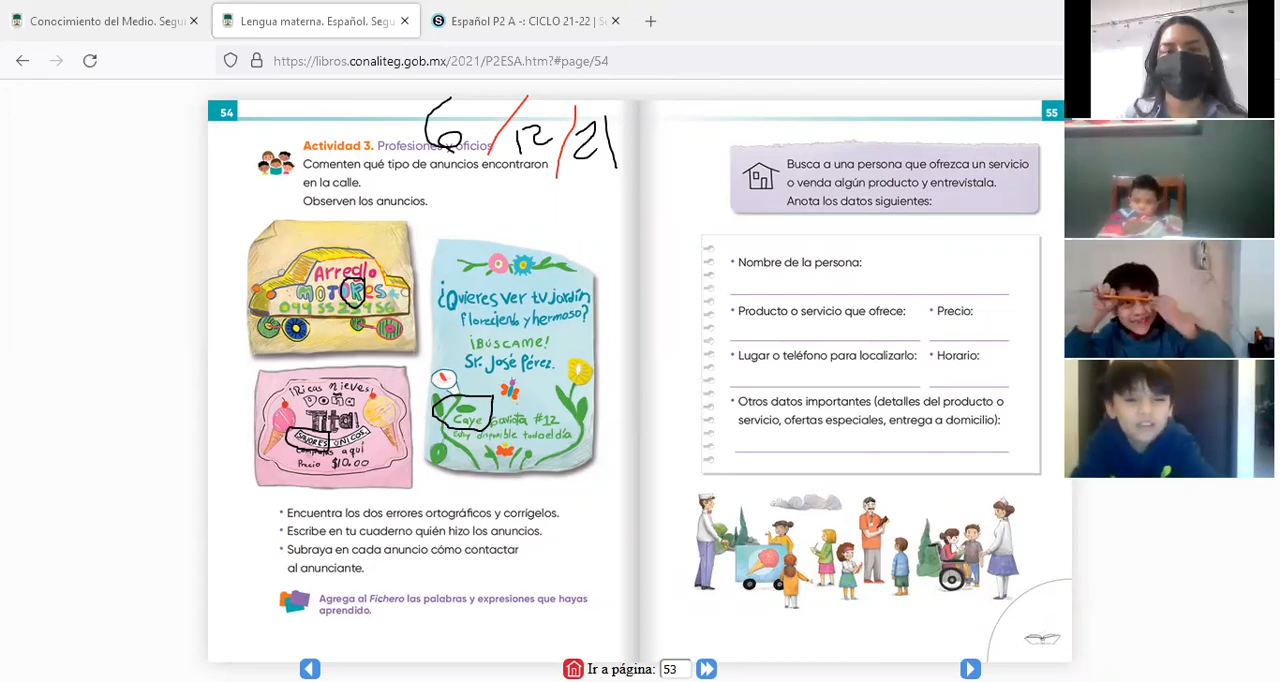 Conocimiento del Medio. Segu
Lengua materna. Español. Segu
Español P2 A -: CICLO 21-22 | S
https://libros.conaliteg.gob.mx/2021/P2ESA.htm?#page/54
54
6/12/21
Actividad 3. Profesiones y oficios
Comenten qué tipo de anuncios encontraron
en la calle.
Observen los anuncios.
Arreglo
MOTORES
044 55 23456
¡Ricas nieves!
Doña
Tita!
SAVORES ÚNICOS
aquí
Precio $10.00
¿Quieres ver tu jardín
floreciendo y hermoso?
¡BÚSCAME!
Sr. José Pérez.
Caye Gaviota #12
Estoy disponible todo el día
• Encuentra los dos errores ortográficos y corrígelos.
• Escribe en tu cuaderno quién hizo los anuncios.
• Subraya en cada anuncio cómo contactar
al anunciante.
Agrega al Fichero las palabras y expresiones que hayas
aprendido.
55
Busca a una persona que ofrezca un servicio
o venda algún producto y entrevístala.
Anota los datos siguientes:
• Nombre de la persona:
• Producto o servicio que ofrece: • Precio:
• Lugar o teléfono para localizarlo: • Horario:
• Otros datos importantes (detalles del producto o
servicio, ofertas especiales, entrega a domicilio):
Ir a página: 53